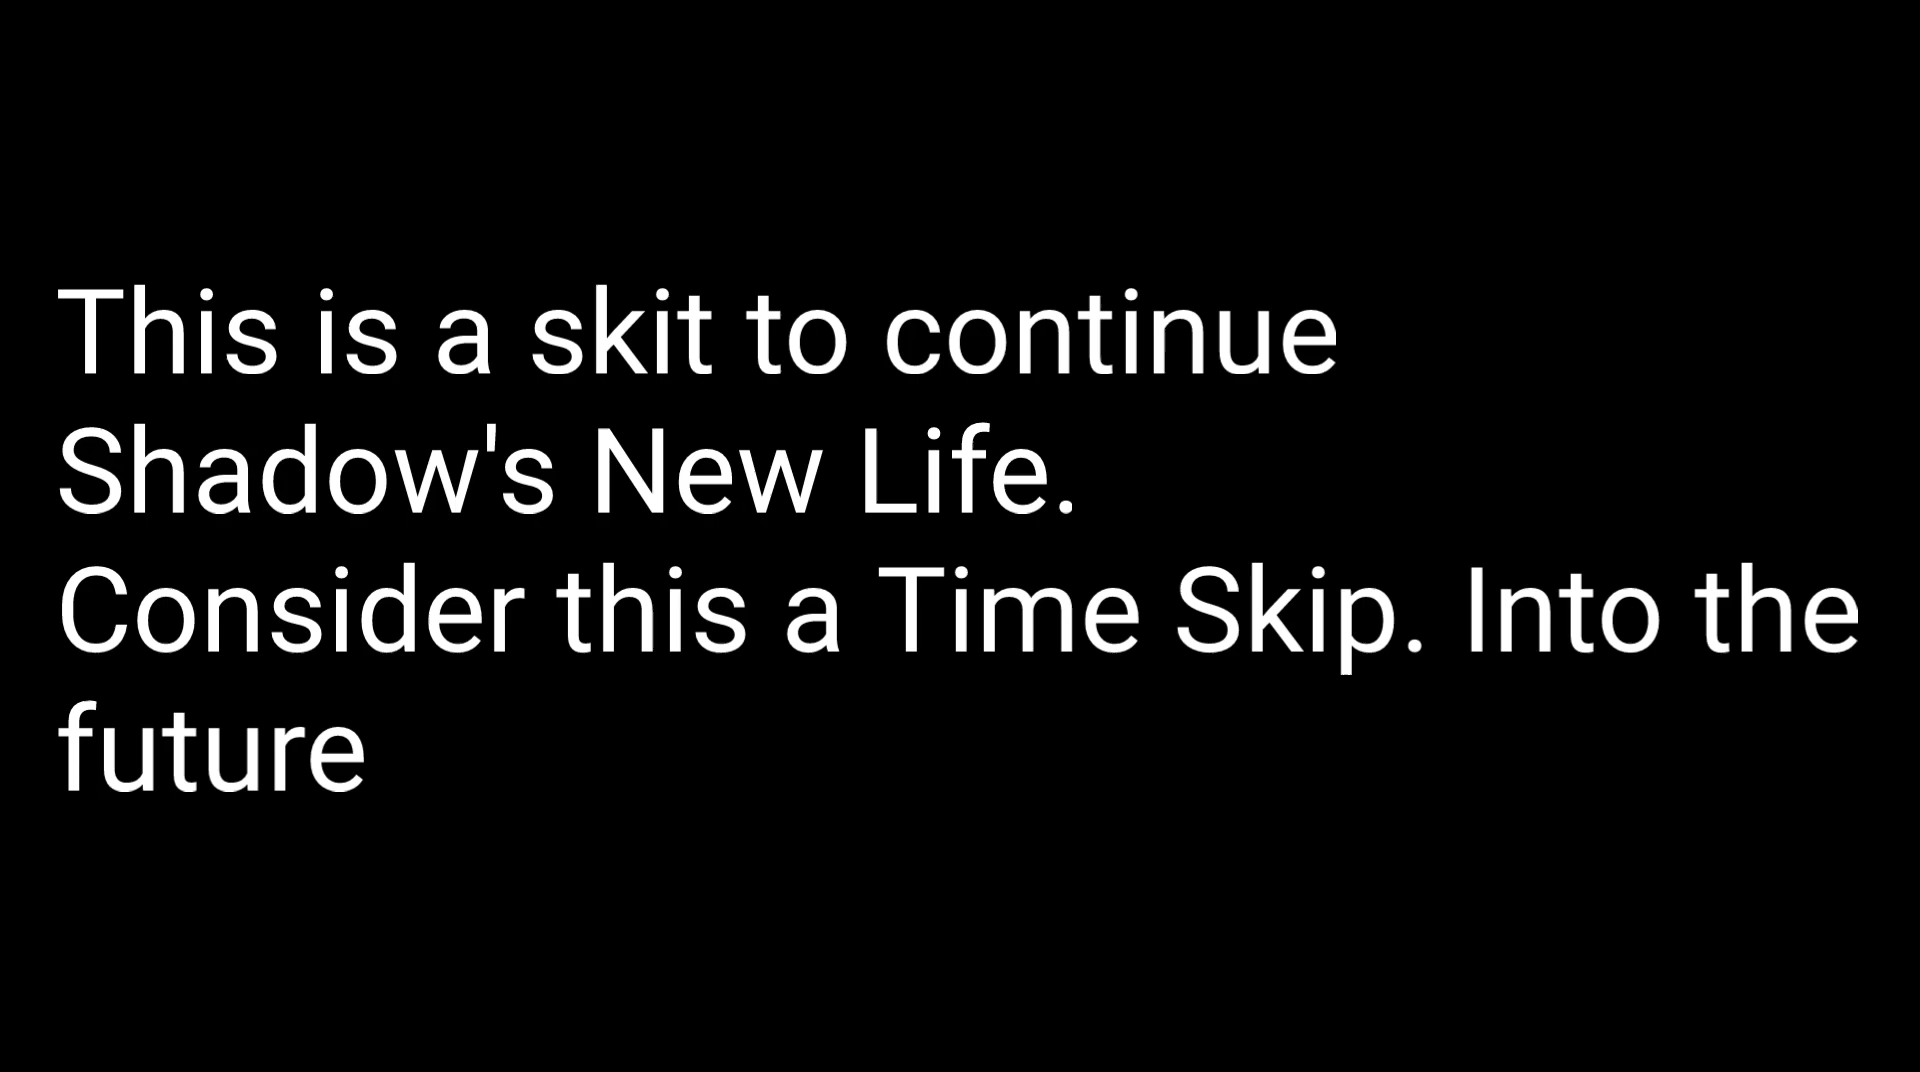 This is a skit to continue
Shadow's New Life.
Consider this a Time Skip. Into the
future